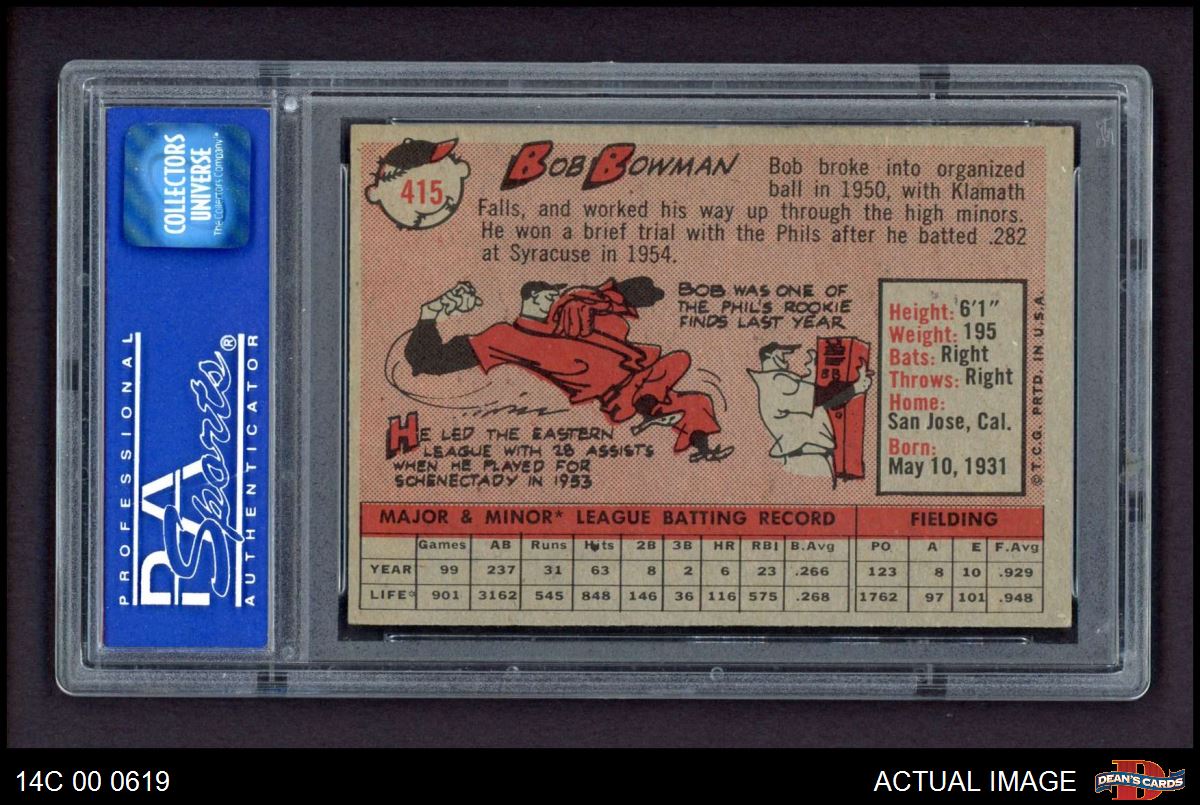 COLLECTORS
UNIVERSE
The Collectors Company
PROFESSIONAL
PSA
Sports®
AUTHENTICATOR
415
BOB BOWMAN
Bob broke into organized
ball in 1950, with Klamath
Falls, and worked his way up through the high minors.
He won a brief trial with the Phils after he batted .282
at Syracuse in 1954.
BOB WAS ONE OF
THE PHIL'S ROOKIE
FINDS LAST YEAR
HE LED THE EASTERN
LEAGUE WITH 28 ASSISTS
WHEN HE PLAYED FOR
SCHENECTADY IN 1953
Height: 6'1"
Weight: 195
Bats: Right
Throws: Right
Home:
San Jose, Cal.
Born:
May 10, 1931
©T.C.G. PRTD. IN U.S.A.
MAJOR & MINOR* LEAGUE BATTING RECORD FIELDING
Games AB Runs Hits 2B 3B HR RBI B.Avg PO A E F.Avg
YEAR 99 237 31 63 8 2 6 23 .266 123 8 10 .929
LIFE* 901 3162 545 848 146 36 116 575 .268 1762 97 101 .948
14C 00 0619
ACTUAL IMAGE
DEAN'S CARDS